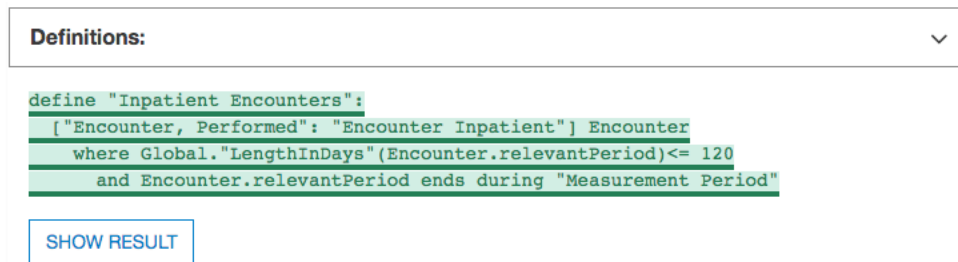 Definitions:
define "Inpatient Encounters":
["Encounter, Performed": "Encounter Inpatient"] Encounter
where Global."LengthInDays"(Encounter.relevantPeriod)<= 120
and Encounter.relevantPeriod ends during "Measurement Period"
SHOW RESULT